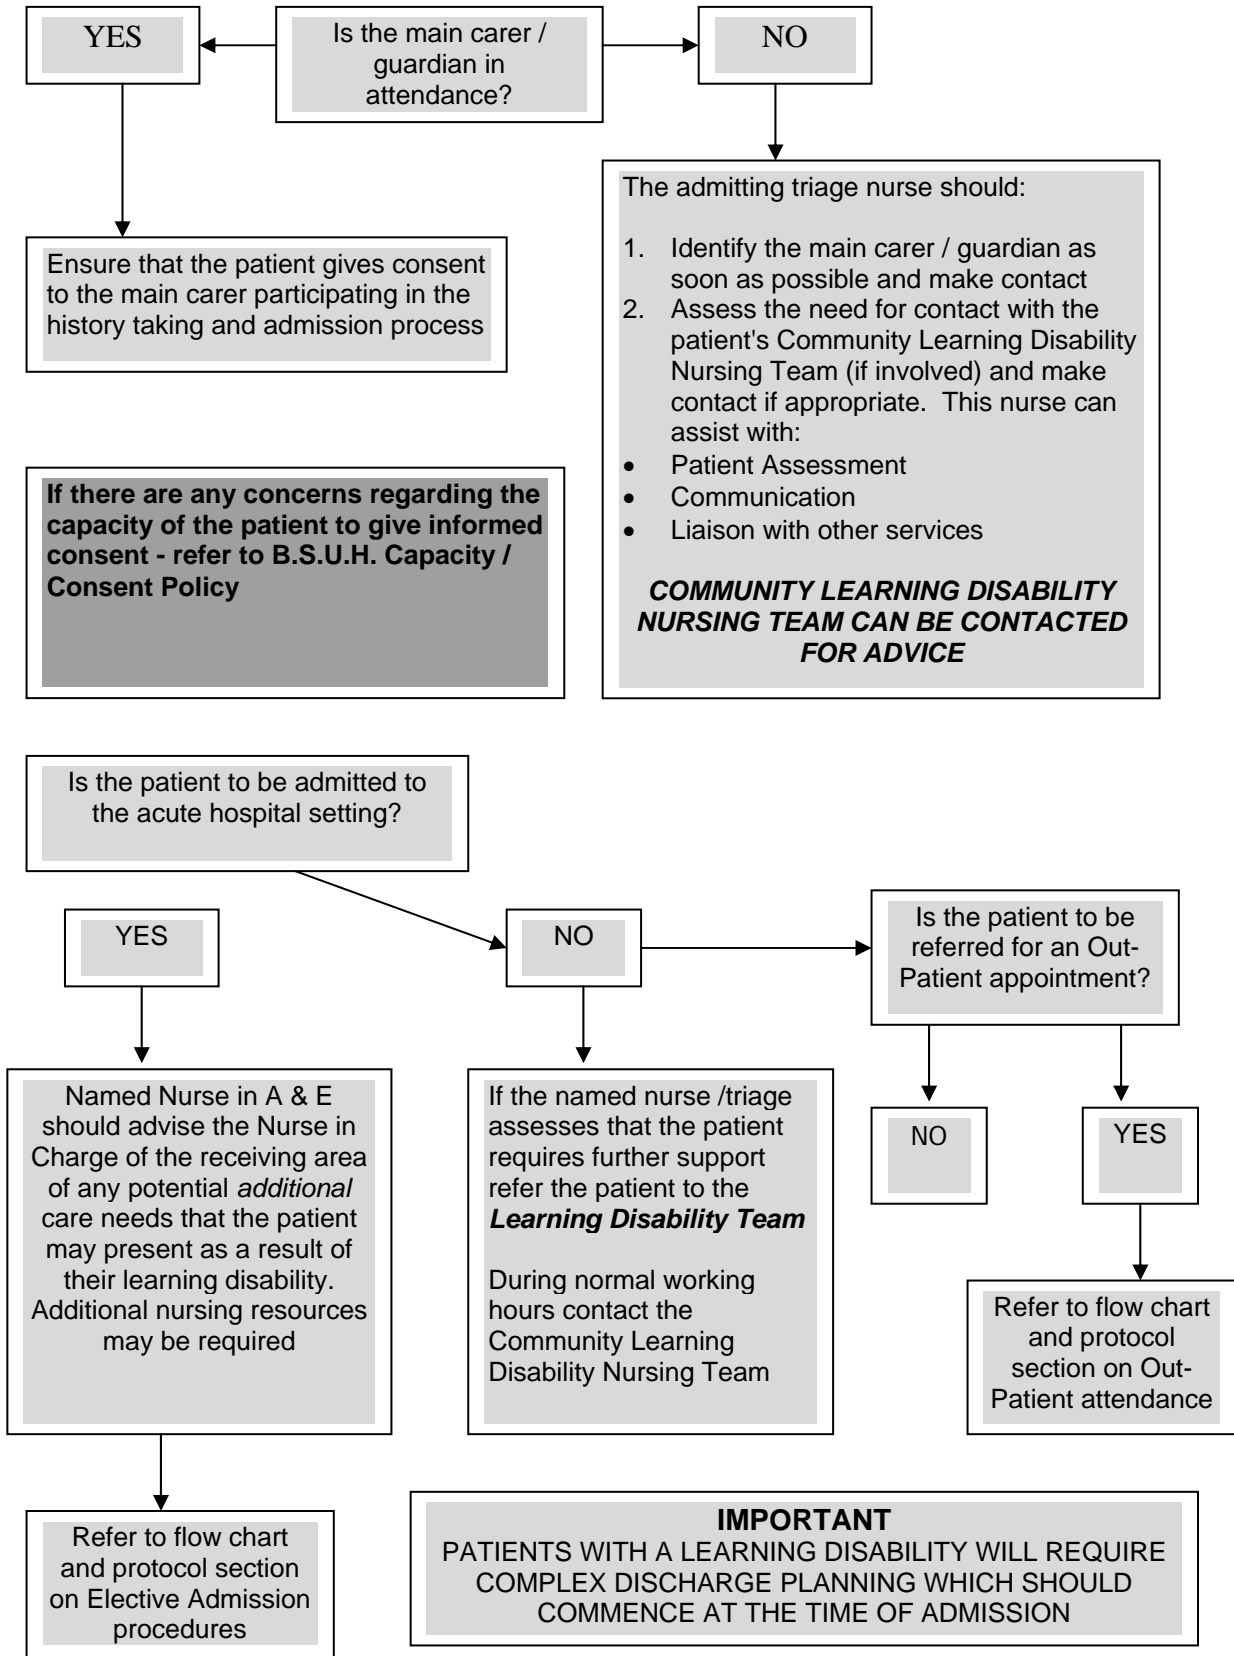 YES
Is the main carer /
guardian in
attendance?
NO
Ensure that the patient gives consent
to the main carer participating in the
history taking and admission process
The admitting triage nurse should:
1. Identify the main carer / guardian as
soon as possible and make contact
2. Assess the need for contact with the
patient's Community Learning Disability
Nursing Team (if involved) and make
contact if appropriate. This nurse can
assist with:
• Patient Assessment
• Communication
• Liaison with other services
COMMUNITY LEARNING DISABILITY
NURSING TEAM CAN BE CONTACTED
FOR ADVICE
If there are any concerns regarding the
capacity of the patient to give informed
consent - refer to B.S.U.H. Capacity /
Consent Policy
Is the patient to be admitted to
the acute hospital setting?
YES
NO
Is the patient to be
referred for an Out-
Patient appointment?
Named Nurse in A & E
should advise the Nurse in
Charge of the receiving area
of any potential additional
care needs that the patient
may present as a result of
their learning disability.
Additional nursing resources
may be required
If the named nurse /triage
assesses that the patient
requires further support
refer the patient to the
Learning Disability Team
During normal working
hours contact the
Community Learning
Disability Nursing Team
NO
YES
Refer to flow chart
and protocol
section on Out-
Patient attendance
Refer to flow chart
and protocol section
on Elective Admission
procedures
IMPORTANT
PATIENTS WITH A LEARNING DISABILITY WILL REQUIRE
COMPLEX DISCHARGE PLANNING WHICH SHOULD
COMMENCE AT THE TIME OF ADMISSION